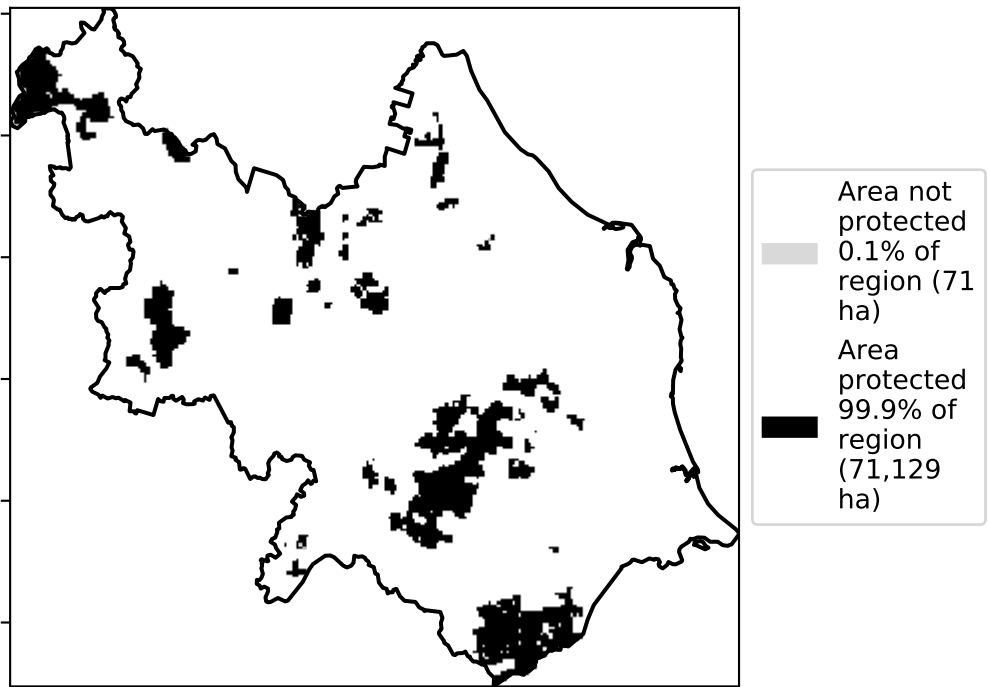 Area not
protected
0.1% of
region (71
ha)
Area
protected
99.9% of
region
(71,129
ha)